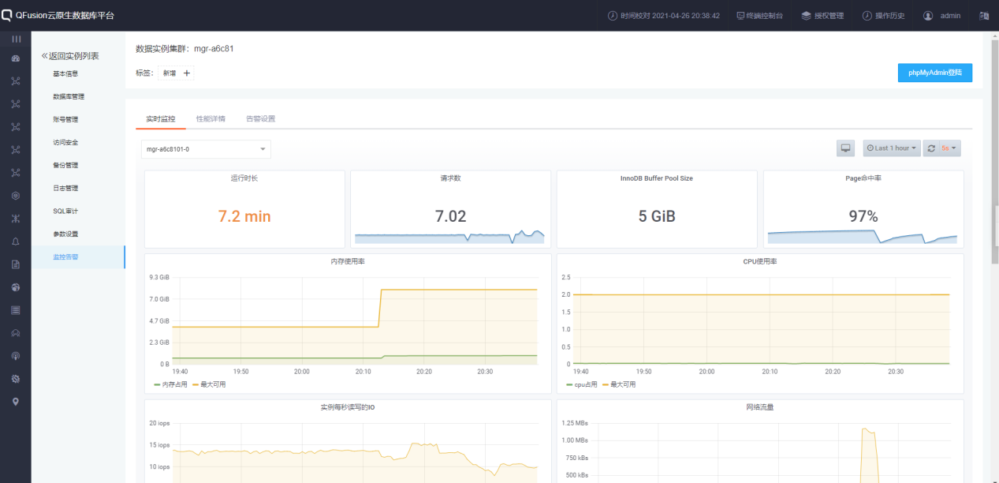 QFusion云原生数据库平台
时间校对 2021-04-26 20:38:42 终端控制台 授权管理 操作历史 admin
返回实例列表
基本信息
数据库管理
账号管理
访问安全
备份管理
日志管理
SQL审计
参数设置
监控告警
数据实例集群：mgr-a6c81
标签： 新增 +
phpMyAdmin登陆
实时监控 性能详情 告警设置
mgr-a6c8101-0
Last 1 hour 5s
运行时长
7.2 min
请求数
7.02
InnoDB Buffer Pool Size
5 GiB
Page命中率
97%
内存使用率
9.3 GiB
7.0 GiB
4.7 GiB
2.3 GiB
0 B
19:40 19:50 20:00 20:10 20:20 20:30
内存占用 最大可用
CPU使用率
2.5
2.0
1.5
1.0
0.5
0
19:40 19:50 20:00 20:10 20:20 20:30
cpu占用 最大可用
实例每秒读写的IO
20 iops
15 iops
10 iops
网络流量
1.25 MBs
1.00 MBs
750 kBs
500 kBs